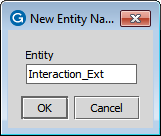 New Entity Na...
Entity
Interaction_Ext
OK
Cancel